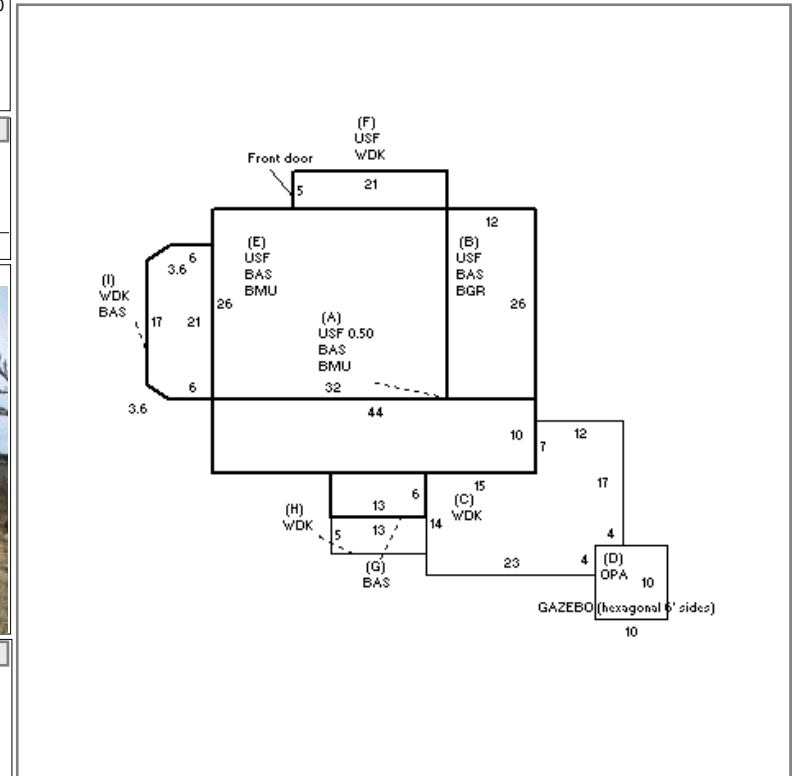 (F)
USF
WDK
Front door
5
21
12
(E)
USF
BAS
BMU
(B)
USF
BAS
BGR
6
3.6
(I)
WDK
BAS
17
21
26
26
(A)
USF 0.50
BAS
BMU
6
32
3.6
44
10
7
12
15
17
6
13
(C)
WDK
(H)
WDK
5
13
14
4
(G)
BAS
23
4
(D)
OPA
10
GAZEBO (hexagonal 6' sides)
10